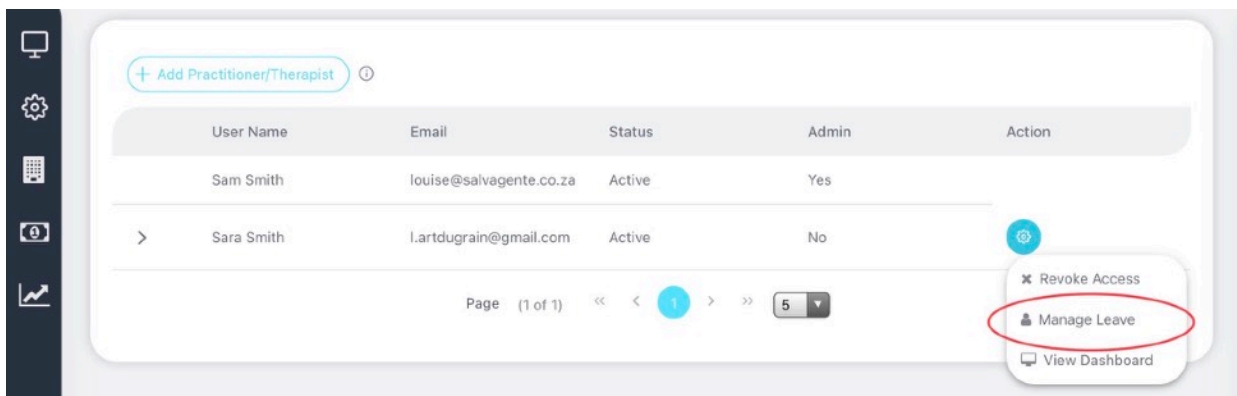 + Add Practitioner/Therapist
User Name Email Status Admin Action
Sam Smith louise@salvagente.co.za Active Yes
Sara Smith l.artdugrain@gmail.com Active No
Page (1 of 1) << < 1 > >> 5
Revoke Access
Manage Leave
View Dashboard